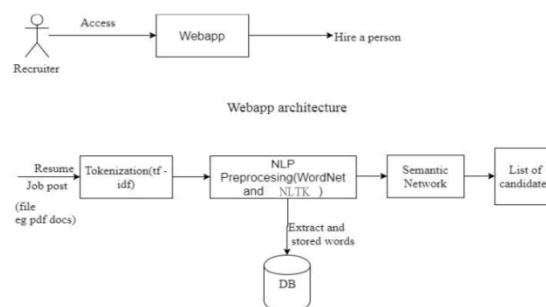 Access
Webapp
Hire a person
Recruiter
Webapp architecture
Resume
Job post
(file
eg pdf docs)
Tokenization(tf -
idf)
NLP
Preprocesing(WordNet
and NLTK )
Semantic
Network
List of
candidate
Extract and
stored words
DB